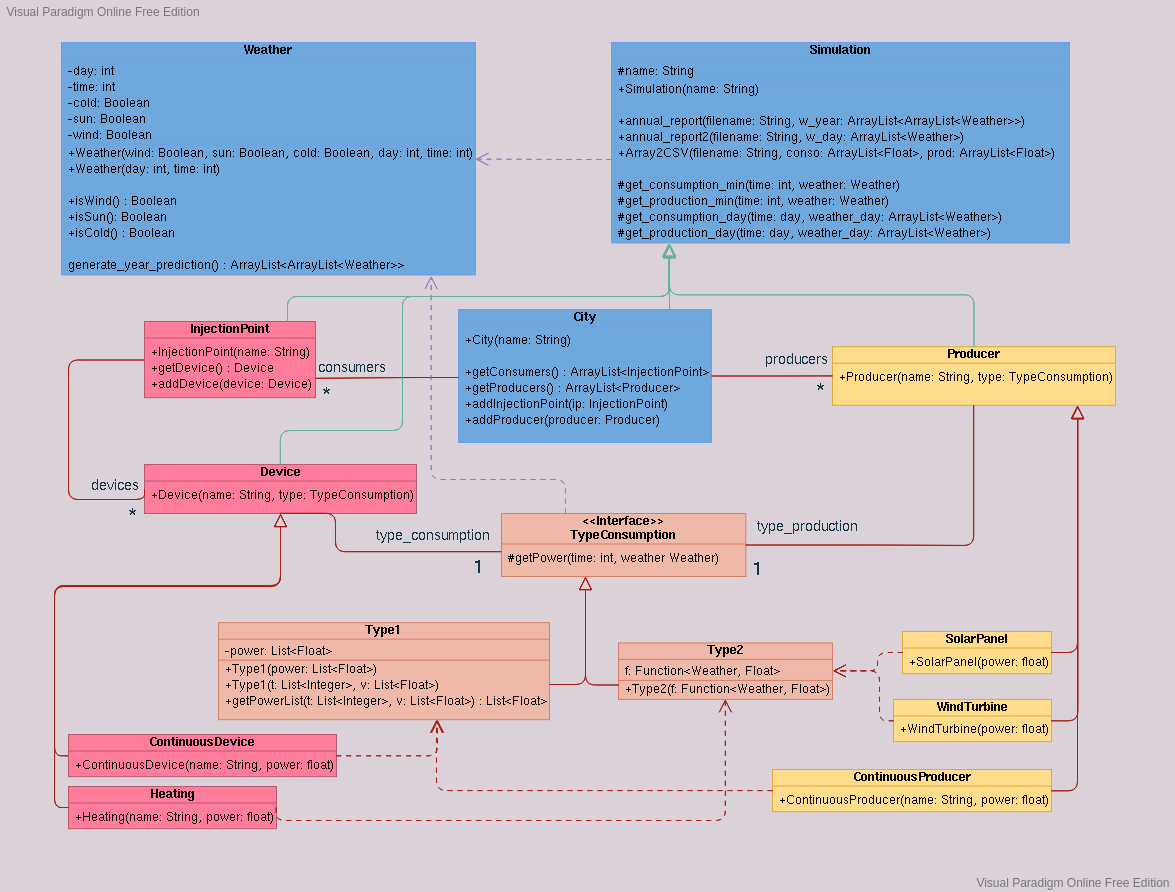 Visual Paradigm Online Free Edition
Weather
-day: int
-time: int
-cold: Boolean
-sun: Boolean
-wind: Boolean
+Weather(wind: Boolean, sun: Boolean, cold: Boolean, day: int, time: int)
+Weather(day: int, time: int)
+isWind() : Boolean
+isSun(): Boolean
+isCold() : Boolean
generate_year_prediction() : ArrayList<ArrayList<Weather>>
Simulation
#name: String
+Simulation(name: String)
+annual_report(filename: String, w_year: ArrayList<ArrayList<Weather>>)
+annual_report2(filename: String, w_day: ArrayList<Weather>)
+Array2CSV(filename: String, conso: ArrayList<Float>, prod: ArrayList<Float>)
#get_consumption_min(time: int, weather: Weather)
#get_production_min(time: int, weather: Weather)
#get_consumption_day(time: day, weather_day: ArrayList<Weather>)
#get_production_day(time: day, weather_day: ArrayList<Weather>)
InjectionPoint
+InjectionPoint(name: String)
+getDevice() : Device
+addDevice(device: Device)
consumers
*
City
+City(name: String)
+getConsumers() : ArrayList<InjectionPoint>
+getProducers() : ArrayList<Producer>
+addInjectionPoint(ip: InjectionPoint)
+addProducer(producer: Producer)
producers
*
Producer
+Producer(name: String, type: TypeConsumption)
devices
*
Device
+Device(name: String, type: TypeConsumption)
type_consumption
1
<<Interface>>
TypeConsumption
#getPower(time: int, weather Weather)
type_production
1
Type1
-power: List<Float>
+Type1(power: List<Float>)
+Type1(t: List<Integer>, v: List<Float>)
+getPowerList(t: List<Integer>, v: List<Float>) : List<Float>
Type2
f: Function<Weather, Float>
+Type2(f: Function<Weather, Float>)
SolarPanel
+SolarPanel(power: float)
WindTurbine
+WindTurbine(power: float)
ContinuousDevice
+ContinuousDevice(name: String, power: float)
Heating
+Heating(name: String, power: float)
ContinuousProducer
+ContinuousProducer(name: String, power: float)
Visual Paradigm Online Free Edition